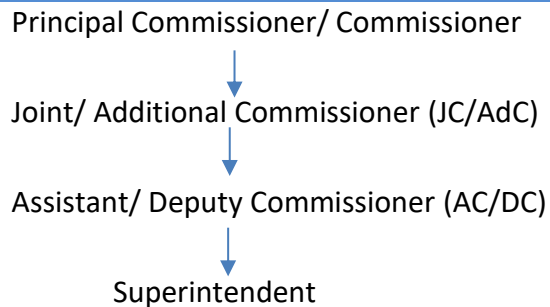 Principal Commissioner/ Commissioner
Joint/ Additional Commissioner (JC/AdC)
Assistant/ Deputy Commissioner (AC/DC)
Superintendent